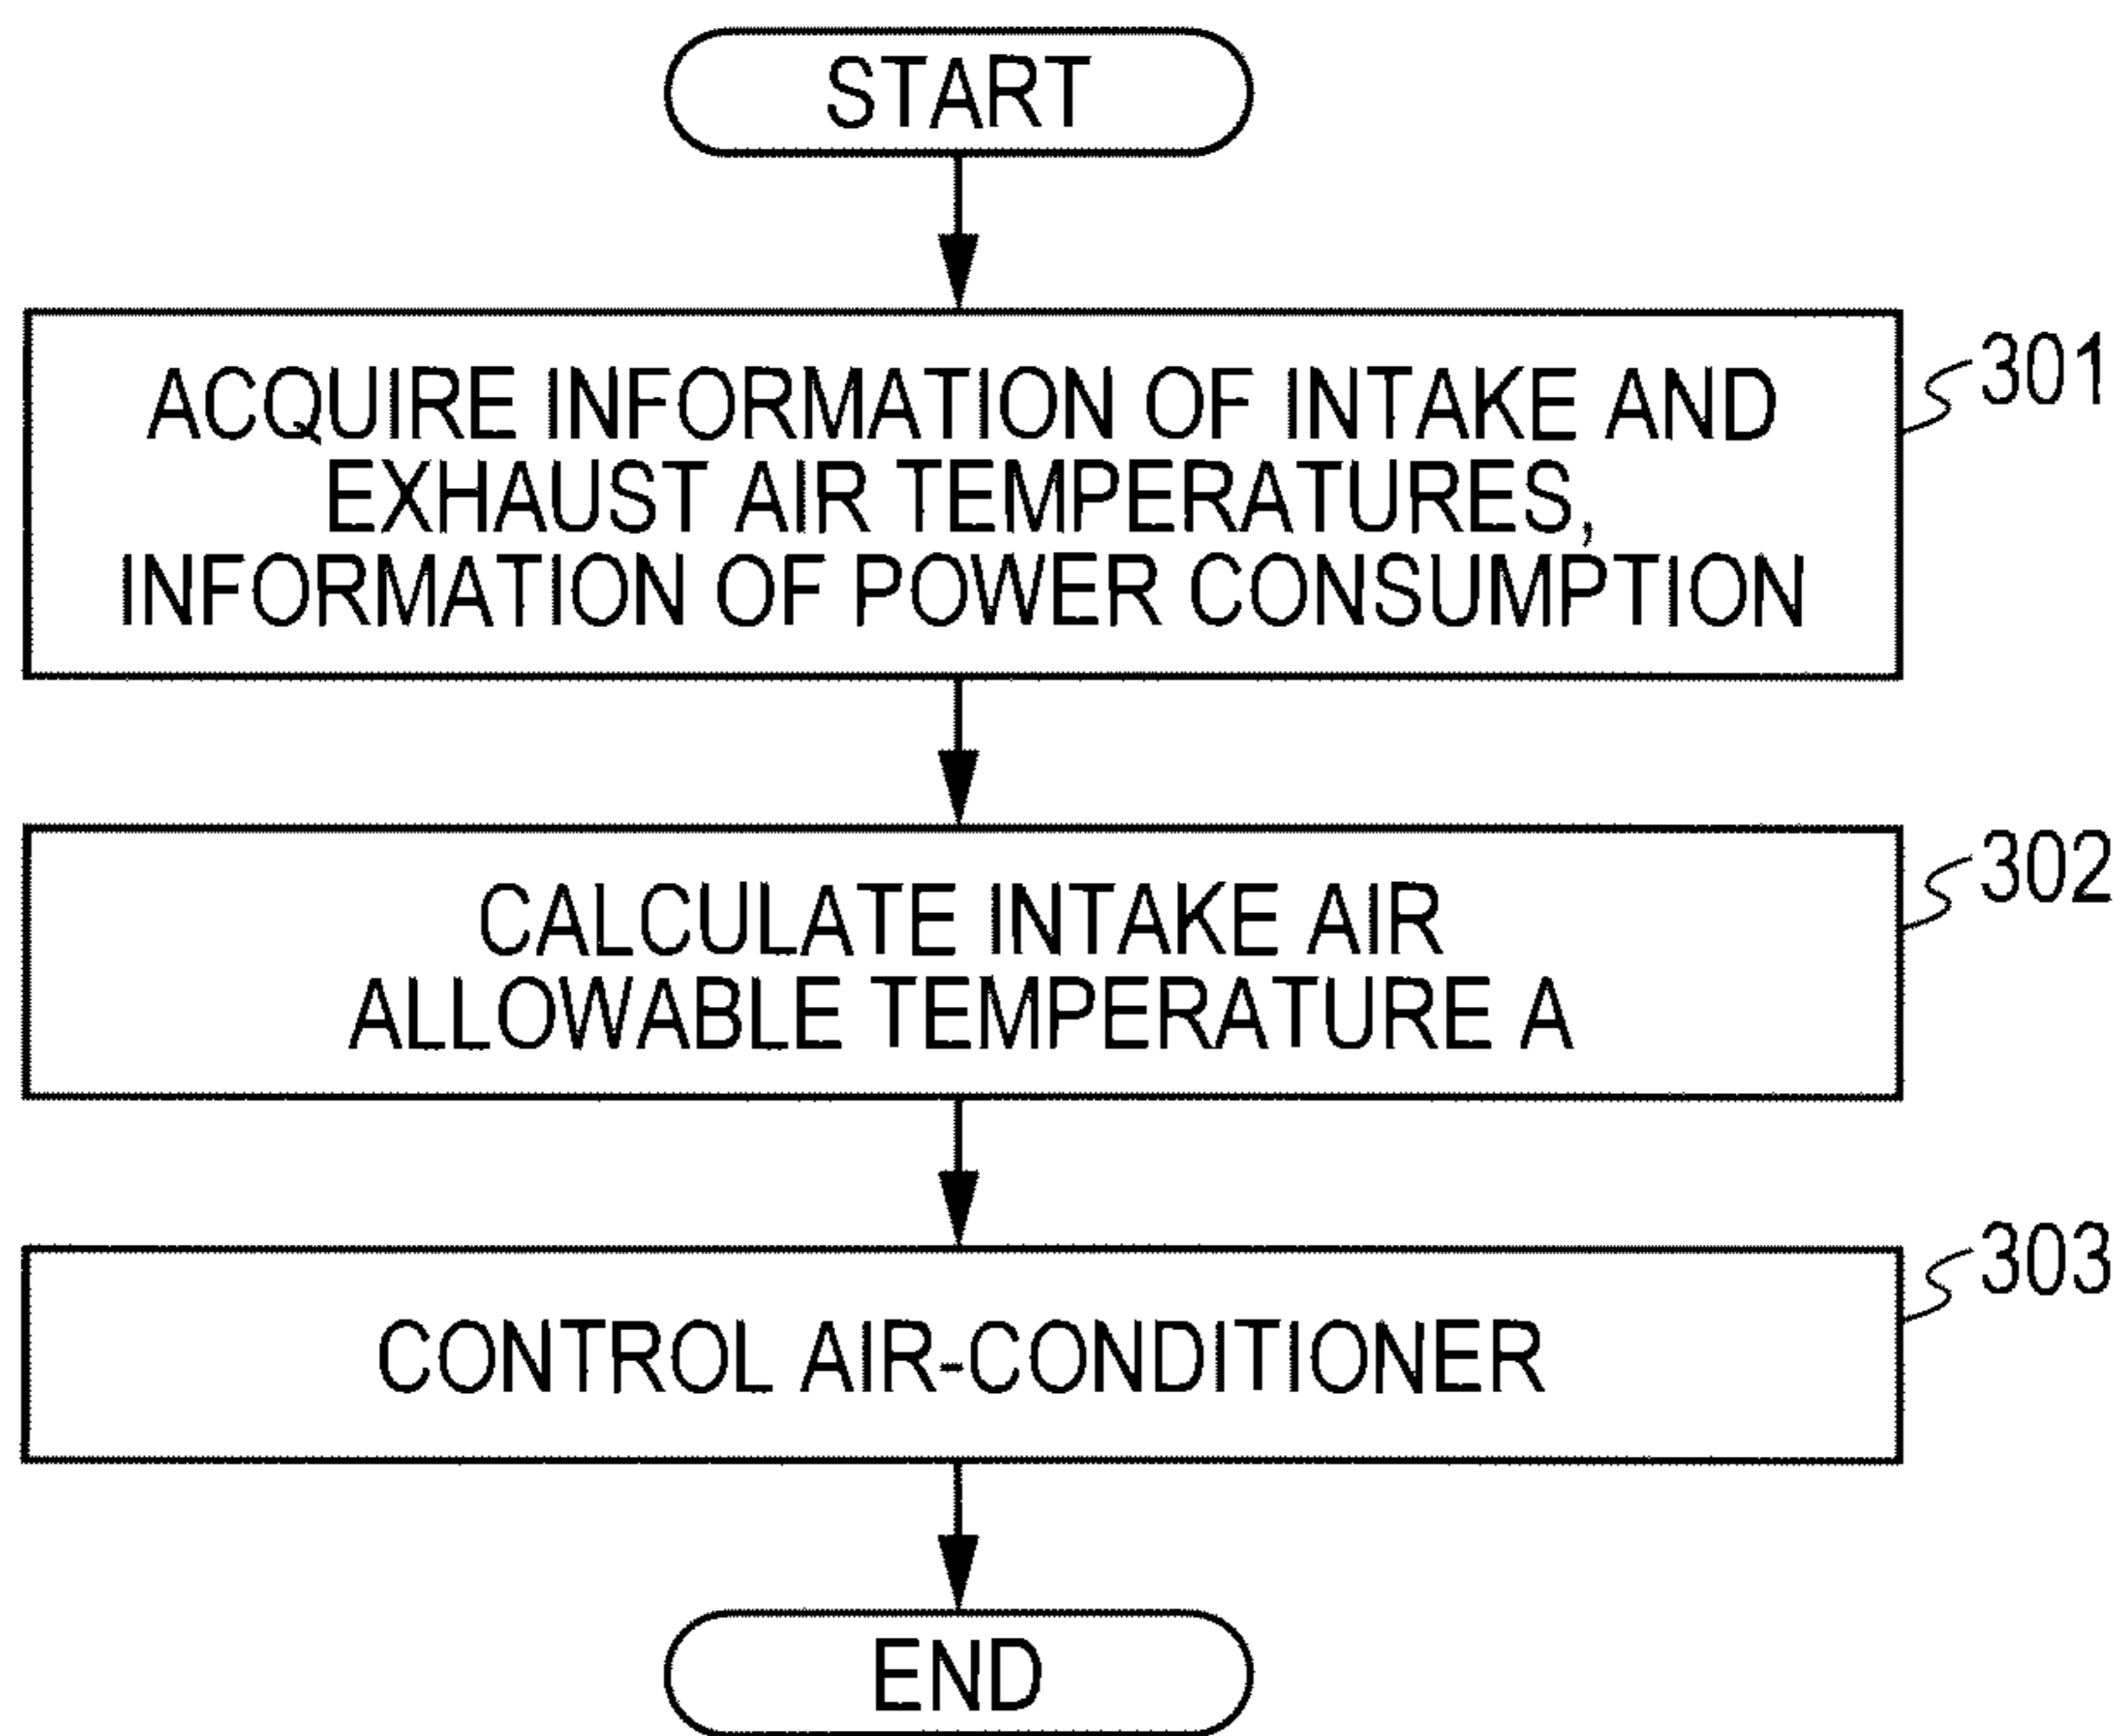 START
ACQUIRE INFORMATION OF INTAKE AND
EXHAUST AIR TEMPERATURES,
INFORMATION OF POWER CONSUMPTION
301
CALCULATE INTAKE AIR
ALLOWABLE TEMPERATURE A
302
CONTROL AIR-CONDITIONER
303
END